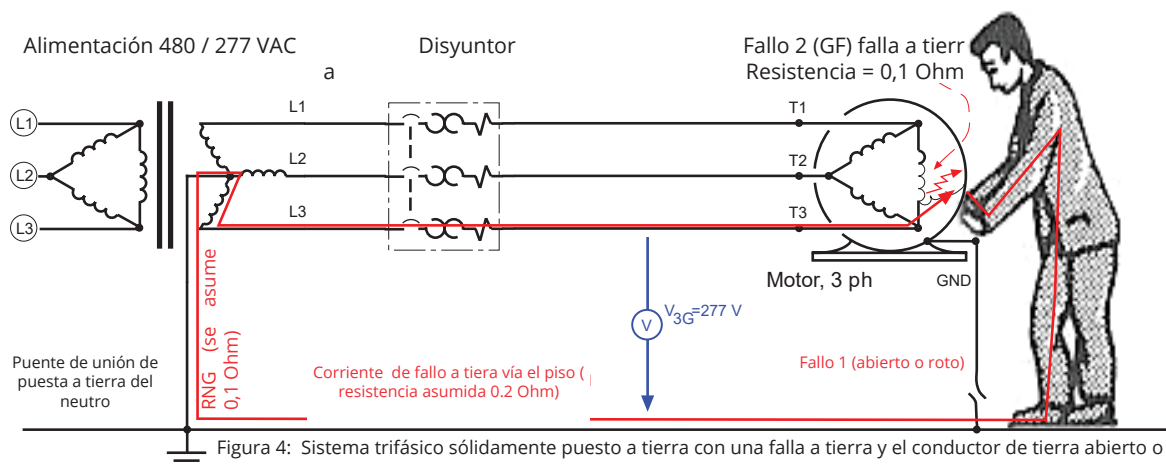 Alimentación 480 / 277 VAC
a
Disyuntor
Fallo 2 (GF) falla a tierr
Resistencia = 0,1 Ohm
L1
L2
L3
L1
L2
L3
T1
T2
T3
Motor, 3 ph
GND
V3G=277 V
V
RNG (se asume
0,1 Ohm)
Puente de unión de
puesta a tierra del
neutro
Corriente de fallo a tiera vía el piso (
resistencia asumida 0.2 Ohm)
Fallo 1 (abierto o roto)
Figura 4: Sistema trifásico sólidamente puesto a tierra con una falla a tierra y el conductor de tierra abierto o